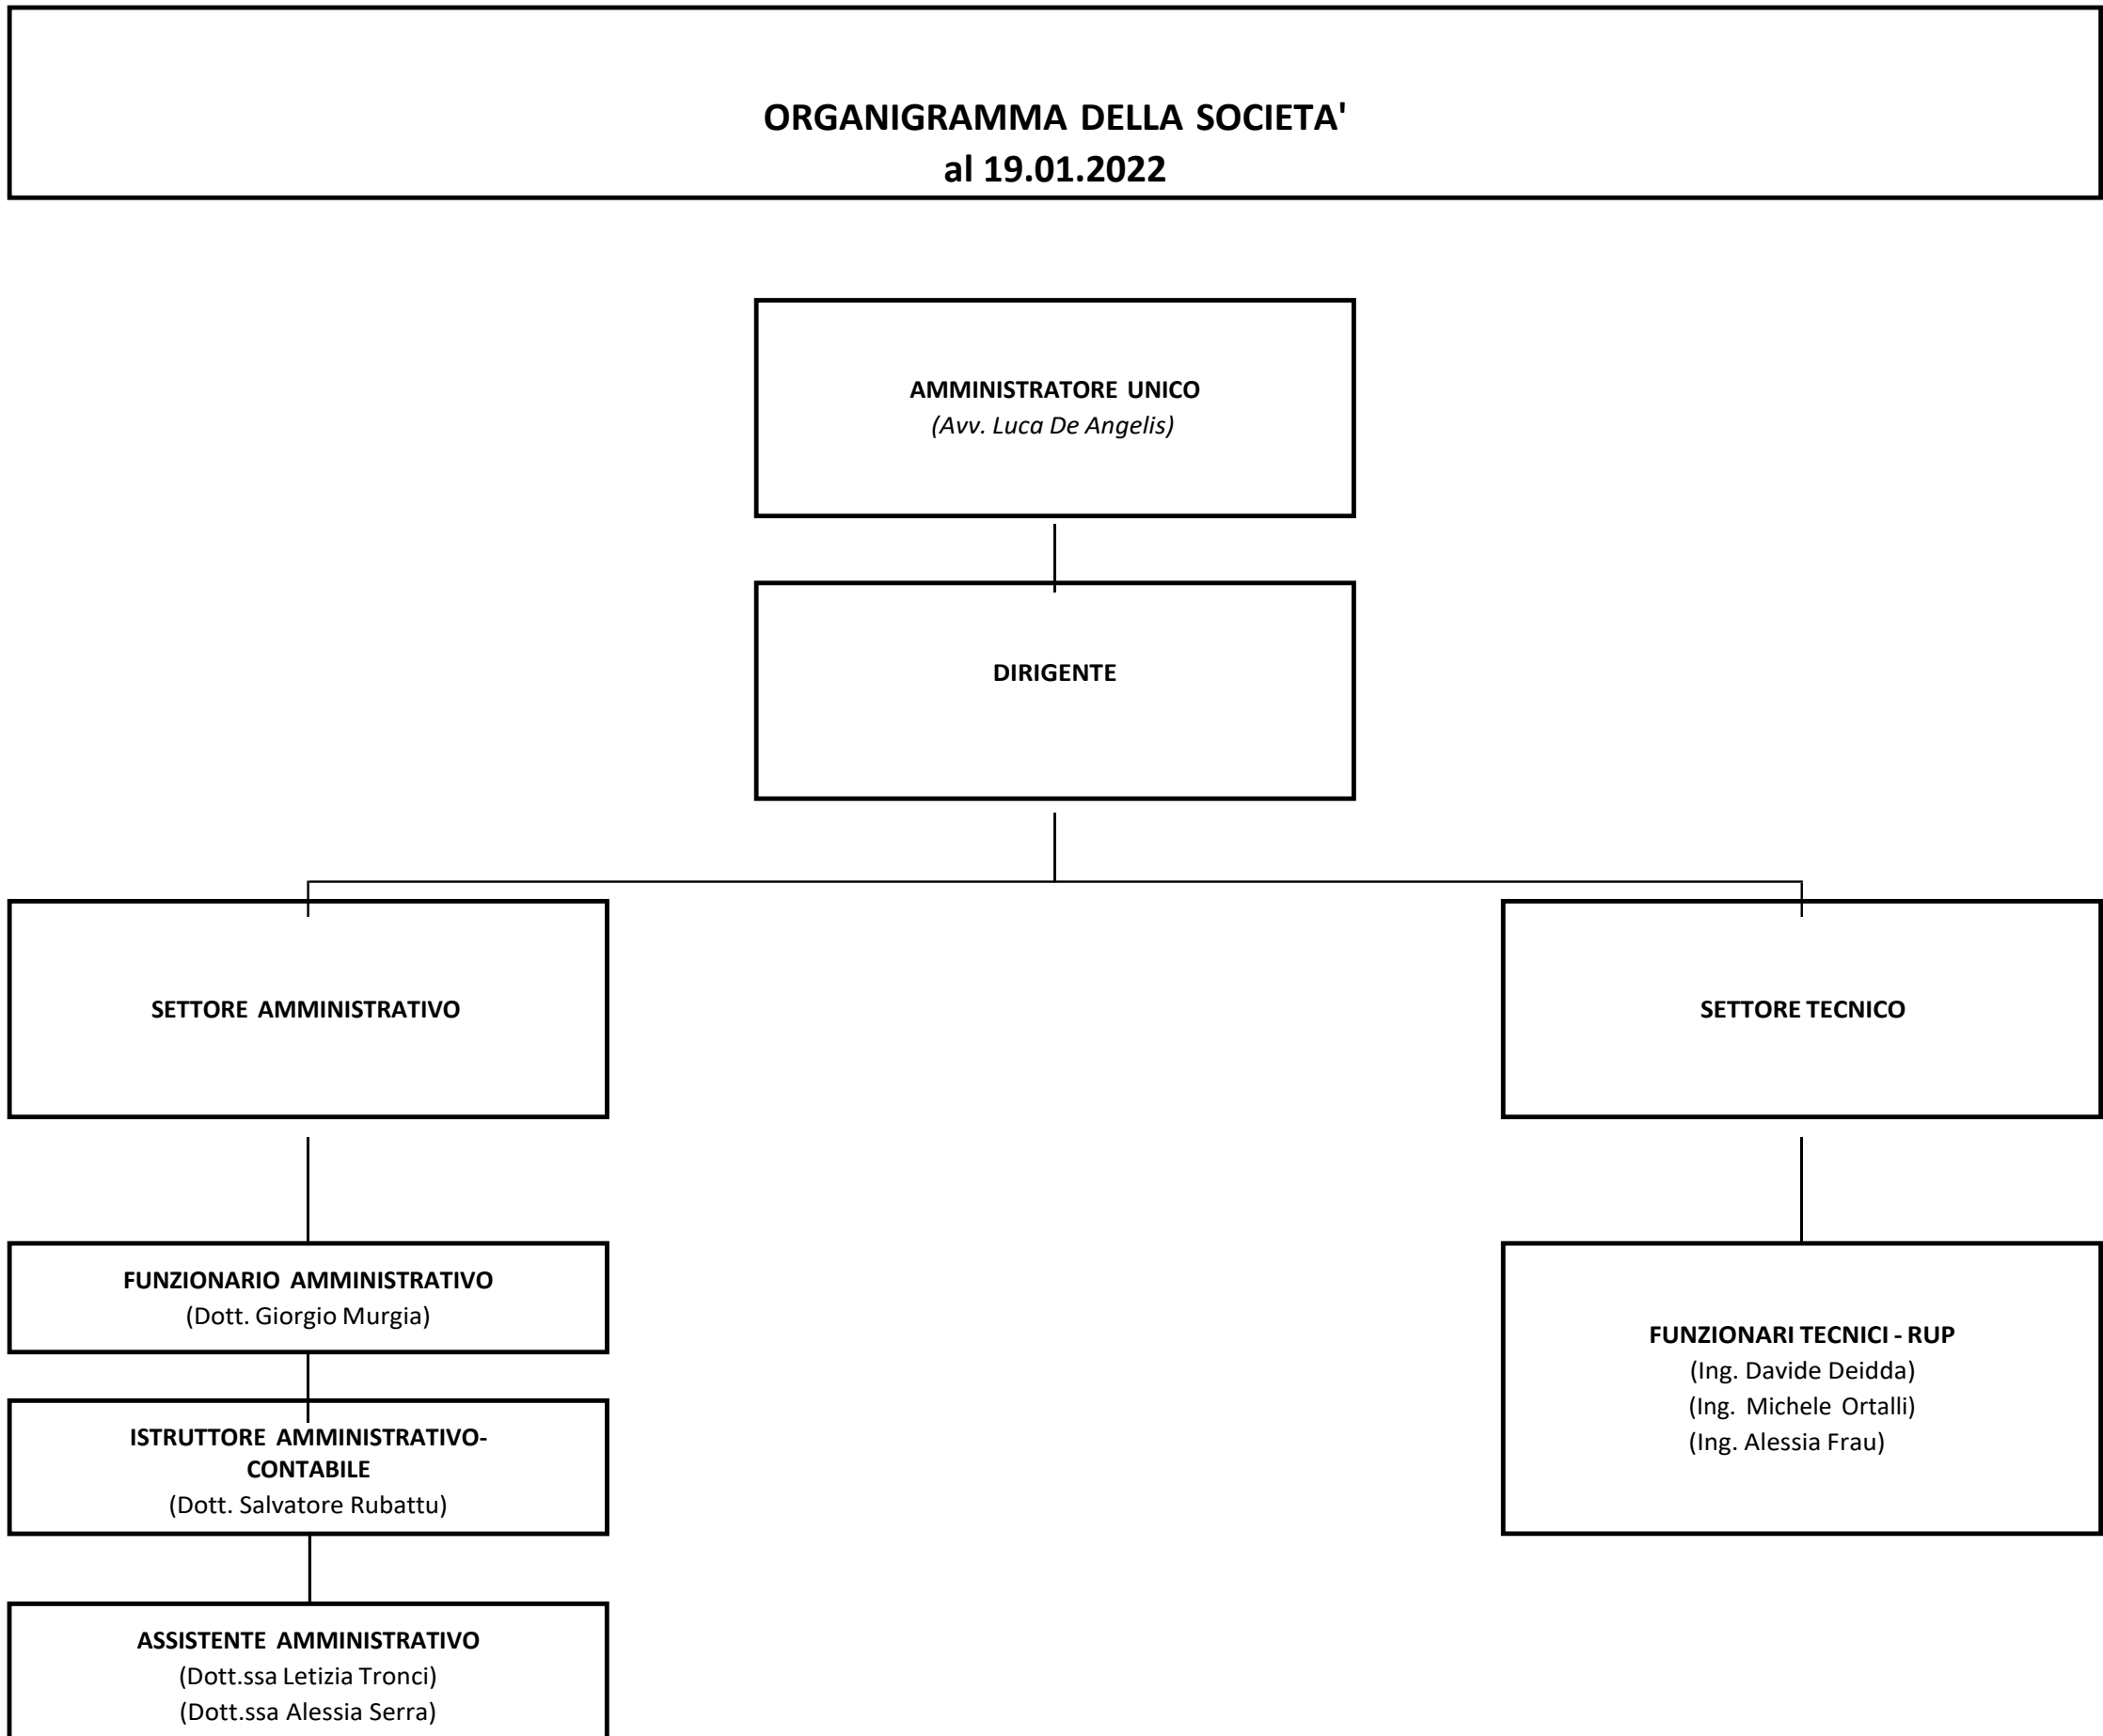 ORGANIGRAMMA DELLA SOCIETA'
al 19.01.2022
AMMINISTRATORE UNICO
(Avv. Luca De Angelis)
DIRIGENTE
SETTORE AMMINISTRATIVO
SETTORE TECNICO
FUNZIONARIO AMMINISTRATIVO
(Dott. Giorgio Murgia)
ISTRUTTORE AMMINISTRATIVO-
CONTABILE
(Dott. Salvatore Rubattu)
ASSISTENTE AMMINISTRATIVO
(Dott.ssa Letizia Tronci)
(Dott.ssa Alessia Serra)
FUNZIONARI TECNICI - RUP
(Ing. Davide Deidda)
(Ing. Michele Ortalli)
(Ing. Alessia Frau)